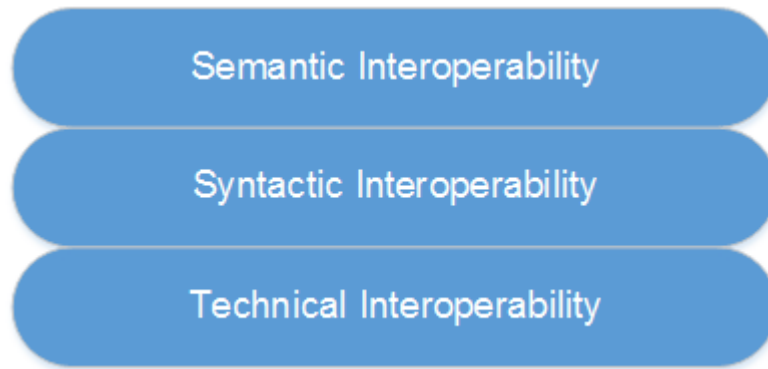 Semantic Interoperability
Syntactic Interoperability
Technical Interoperability